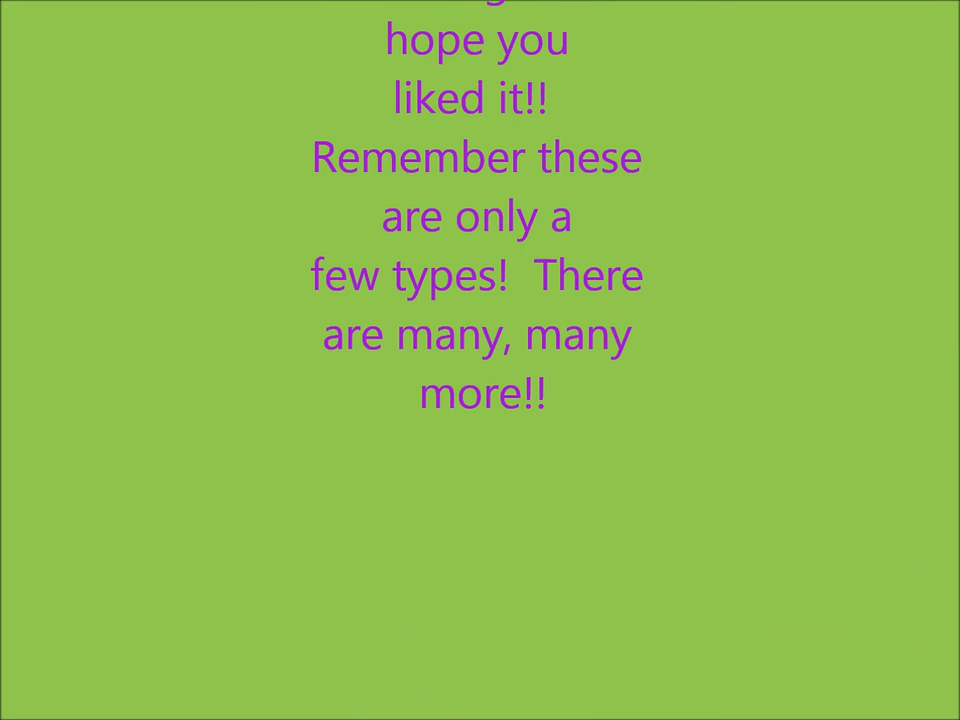 hope you
liked it!!
Remember these
are only a
few types!  There
are many, many
more!!